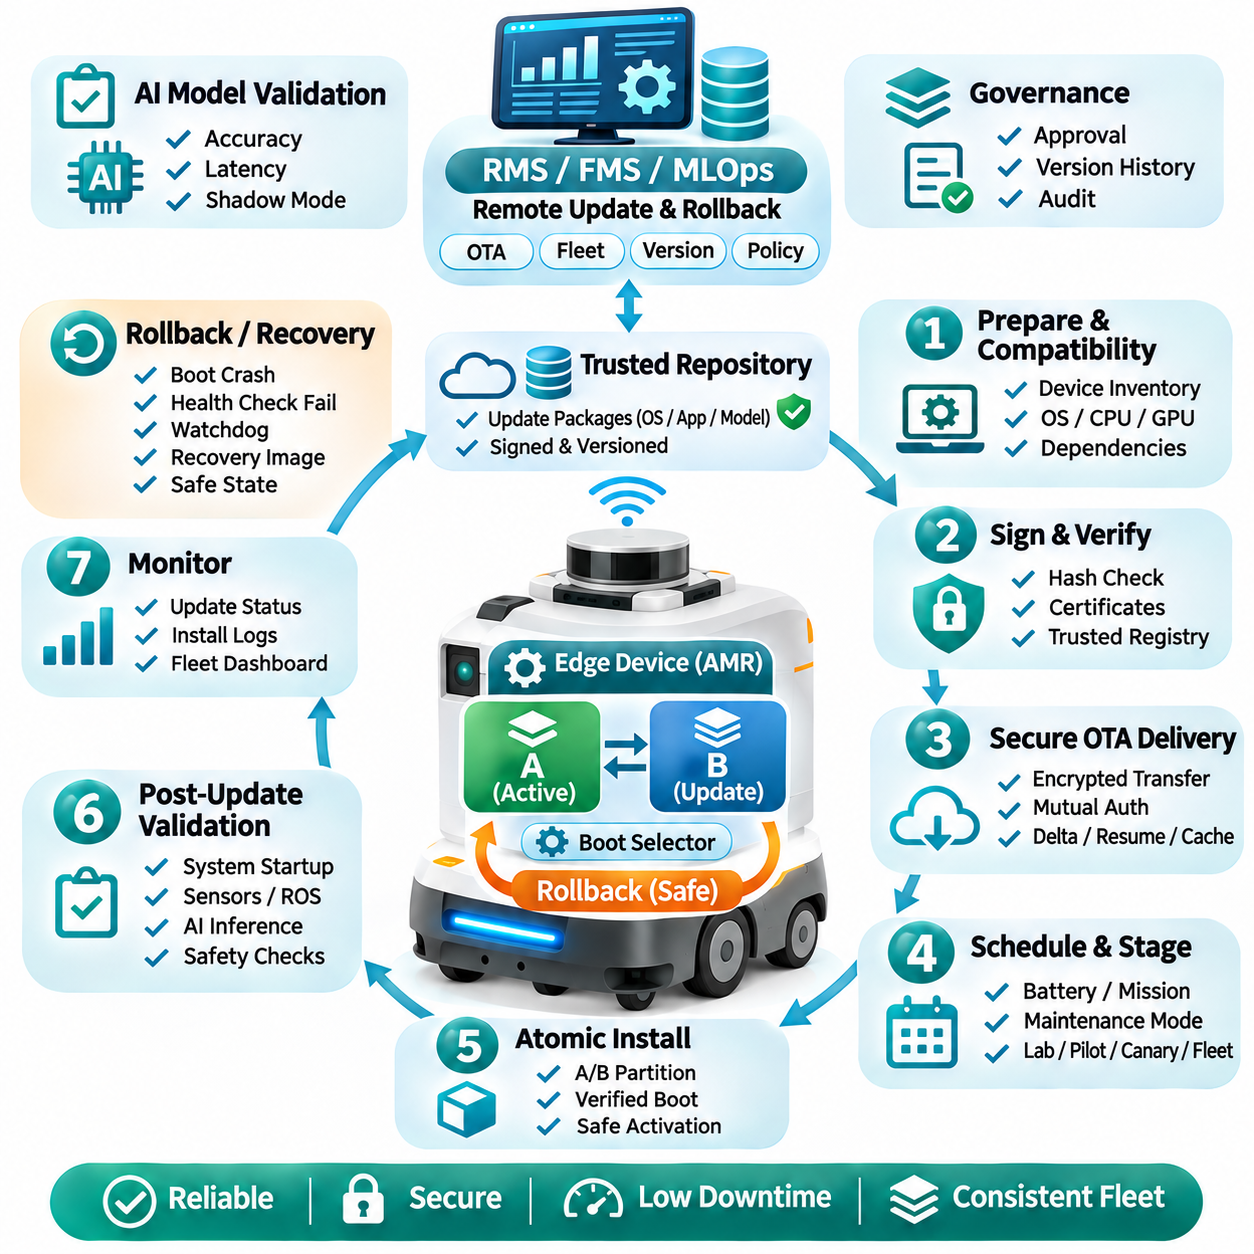 AI Model Validation
AI
Accuracy
Latency
Shadow Mode
RMS / FMS / MLOps
Remote Update & Rollback
OTA
Fleet
Version
Policy
Governance
Approval
Version History
Audit
Rollback / Recovery
Boot Crash
Health Check Fail
Watchdog
Recovery Image
Safe State
Trusted Repository
Update Packages (OS / App / Model)
Signed & Versioned
1
Prepare &
Compatibility
Device Inventory
OS / CPU / GPU
Dependencies
2
Sign & Verify
Hash Check
Certificates
Trusted Registry
3
Secure OTA Delivery
Encrypted Transfer
Mutual Auth
Delta / Resume / Cache
4
Schedule & Stage
Battery / Mission
Maintenance Mode
Lab / Pilot / Canary / Fleet
5
Atomic Install
A/B Partition
Verified Boot
Safe Activation
6
Post-Update
Validation
System Startup
Sensors / ROS
AI Inference
Safety Checks
7
Monitor
Update Status
Install Logs
Fleet Dashboard
Edge Device (AMR)
A
(Active)
B
(Update)
Boot Selector
Rollback (Safe)
Reliable
Secure
Low Downtime
Consistent Fleet